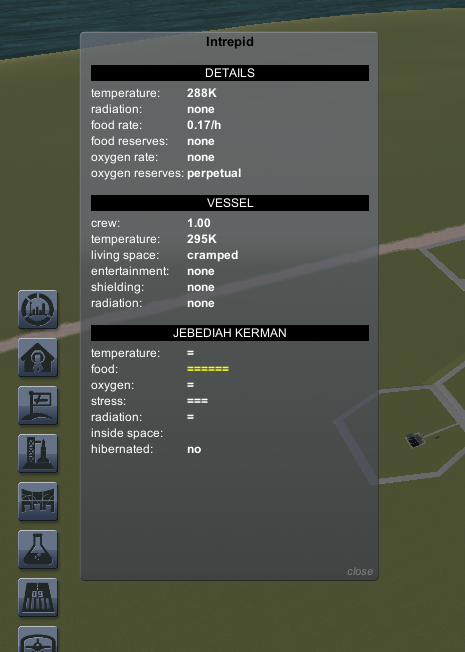 Intrepid
DETAILS
temperature: 288K
radiation: none
food rate: 0.17/h
food reserves: none
oxygen rate: none
oxygen reserves: perpetual
VESSEL
crew: 1.00
temperature: 295K
living space: cramped
entertainment: none
shielding: none
radiation: none
JEBEDIAH KERMAN
temperature: =
food: ======
oxygen: =
stress: ===
radiation: =
inside space:
hibernated: no
close
09